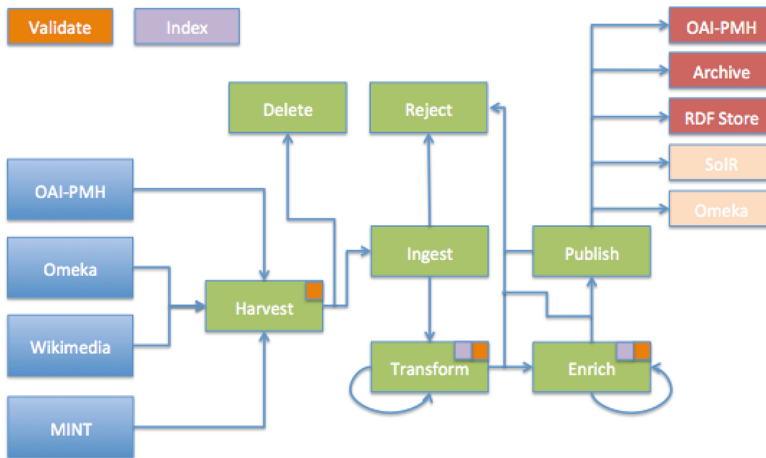 Validate
Index
OAI-PMH
Archive
RDF Store
SolR
Omeka
Delete
Reject
OAI-PMH
Omeka
Wikimedia
MINT
Harvest
Ingest
Publish
Transform
Enrich